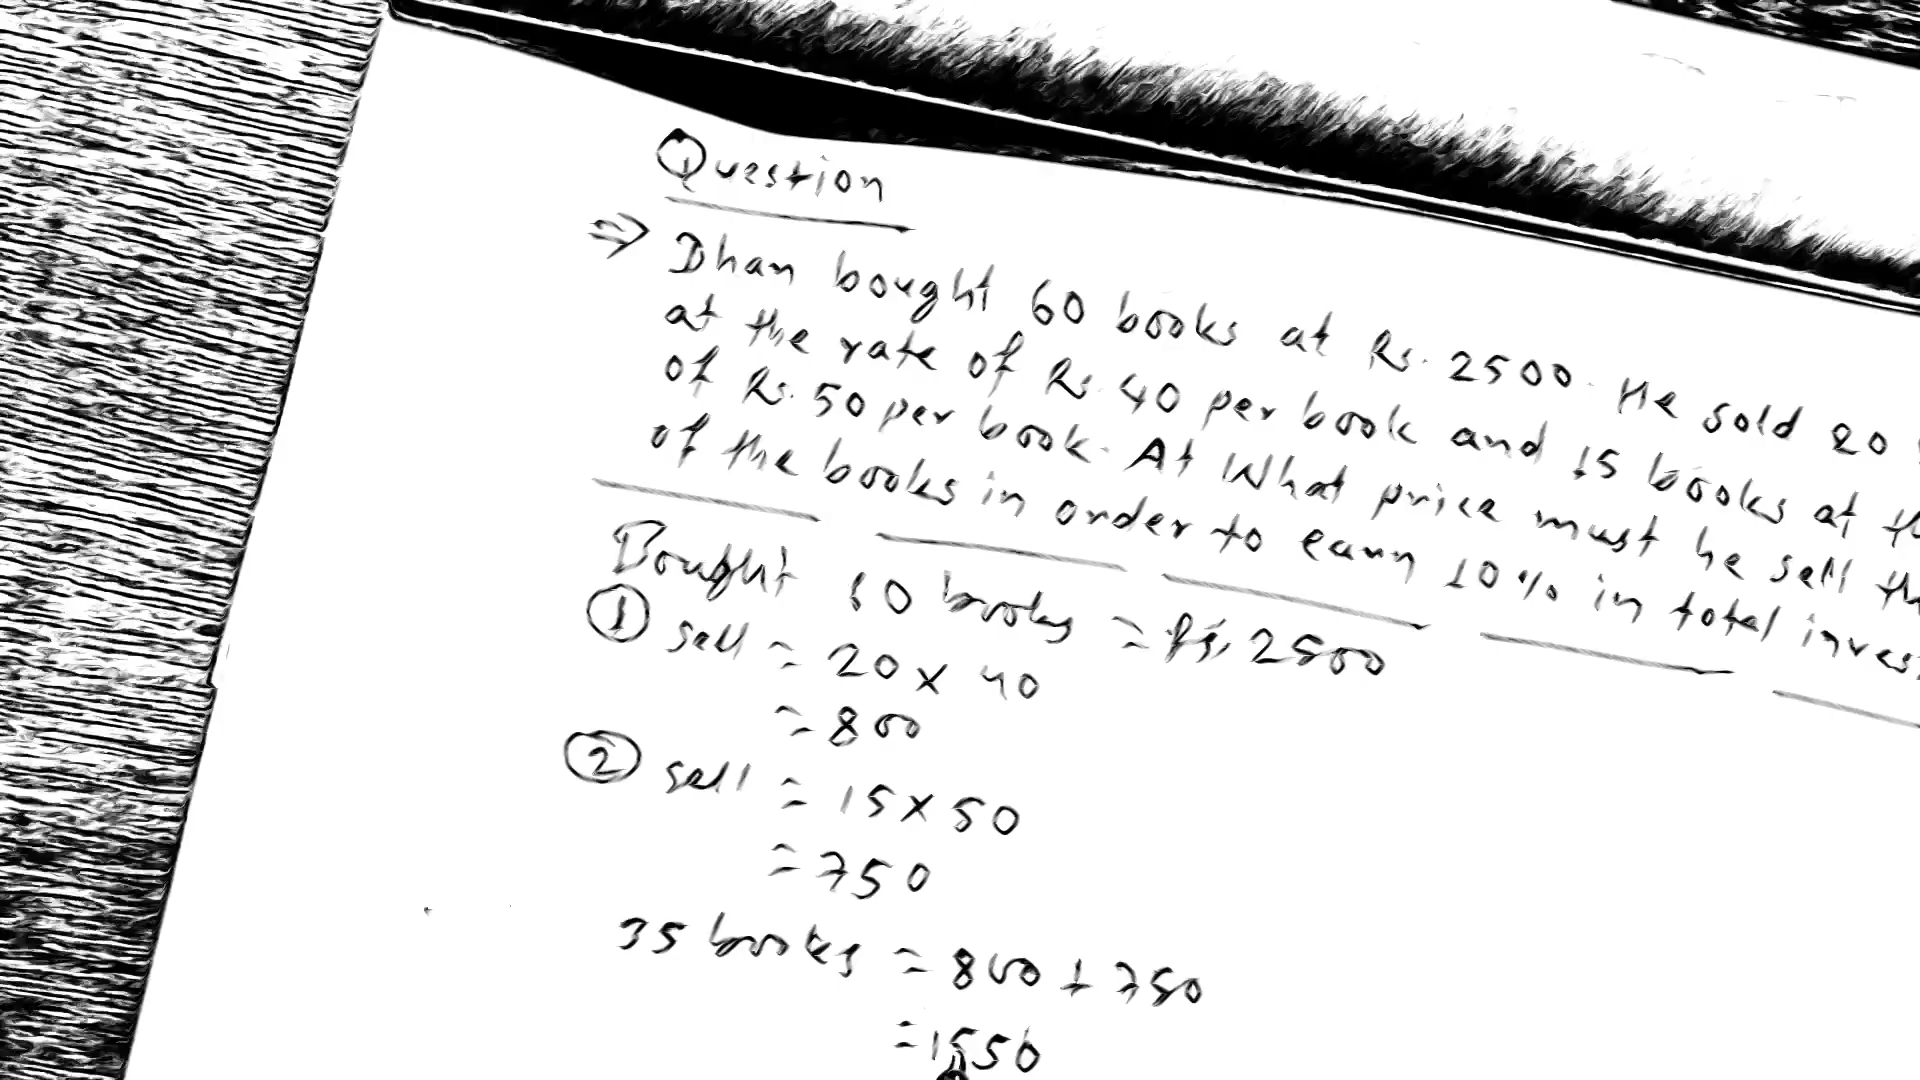 Question
⇒ Dhan bought 60 books at Rs. 2500. He sold 20
at the rate of Rs. 40 per book and 15 books at th
of Rs. 50 per book. At What price must he sell th
of the books in order to earn 10% in total inves
Bought 60 books = Rs. 2500
① sell = 20 × 40
= 800
② sell = 15 × 50
= 750
35 books = 800 + 750
= 1550